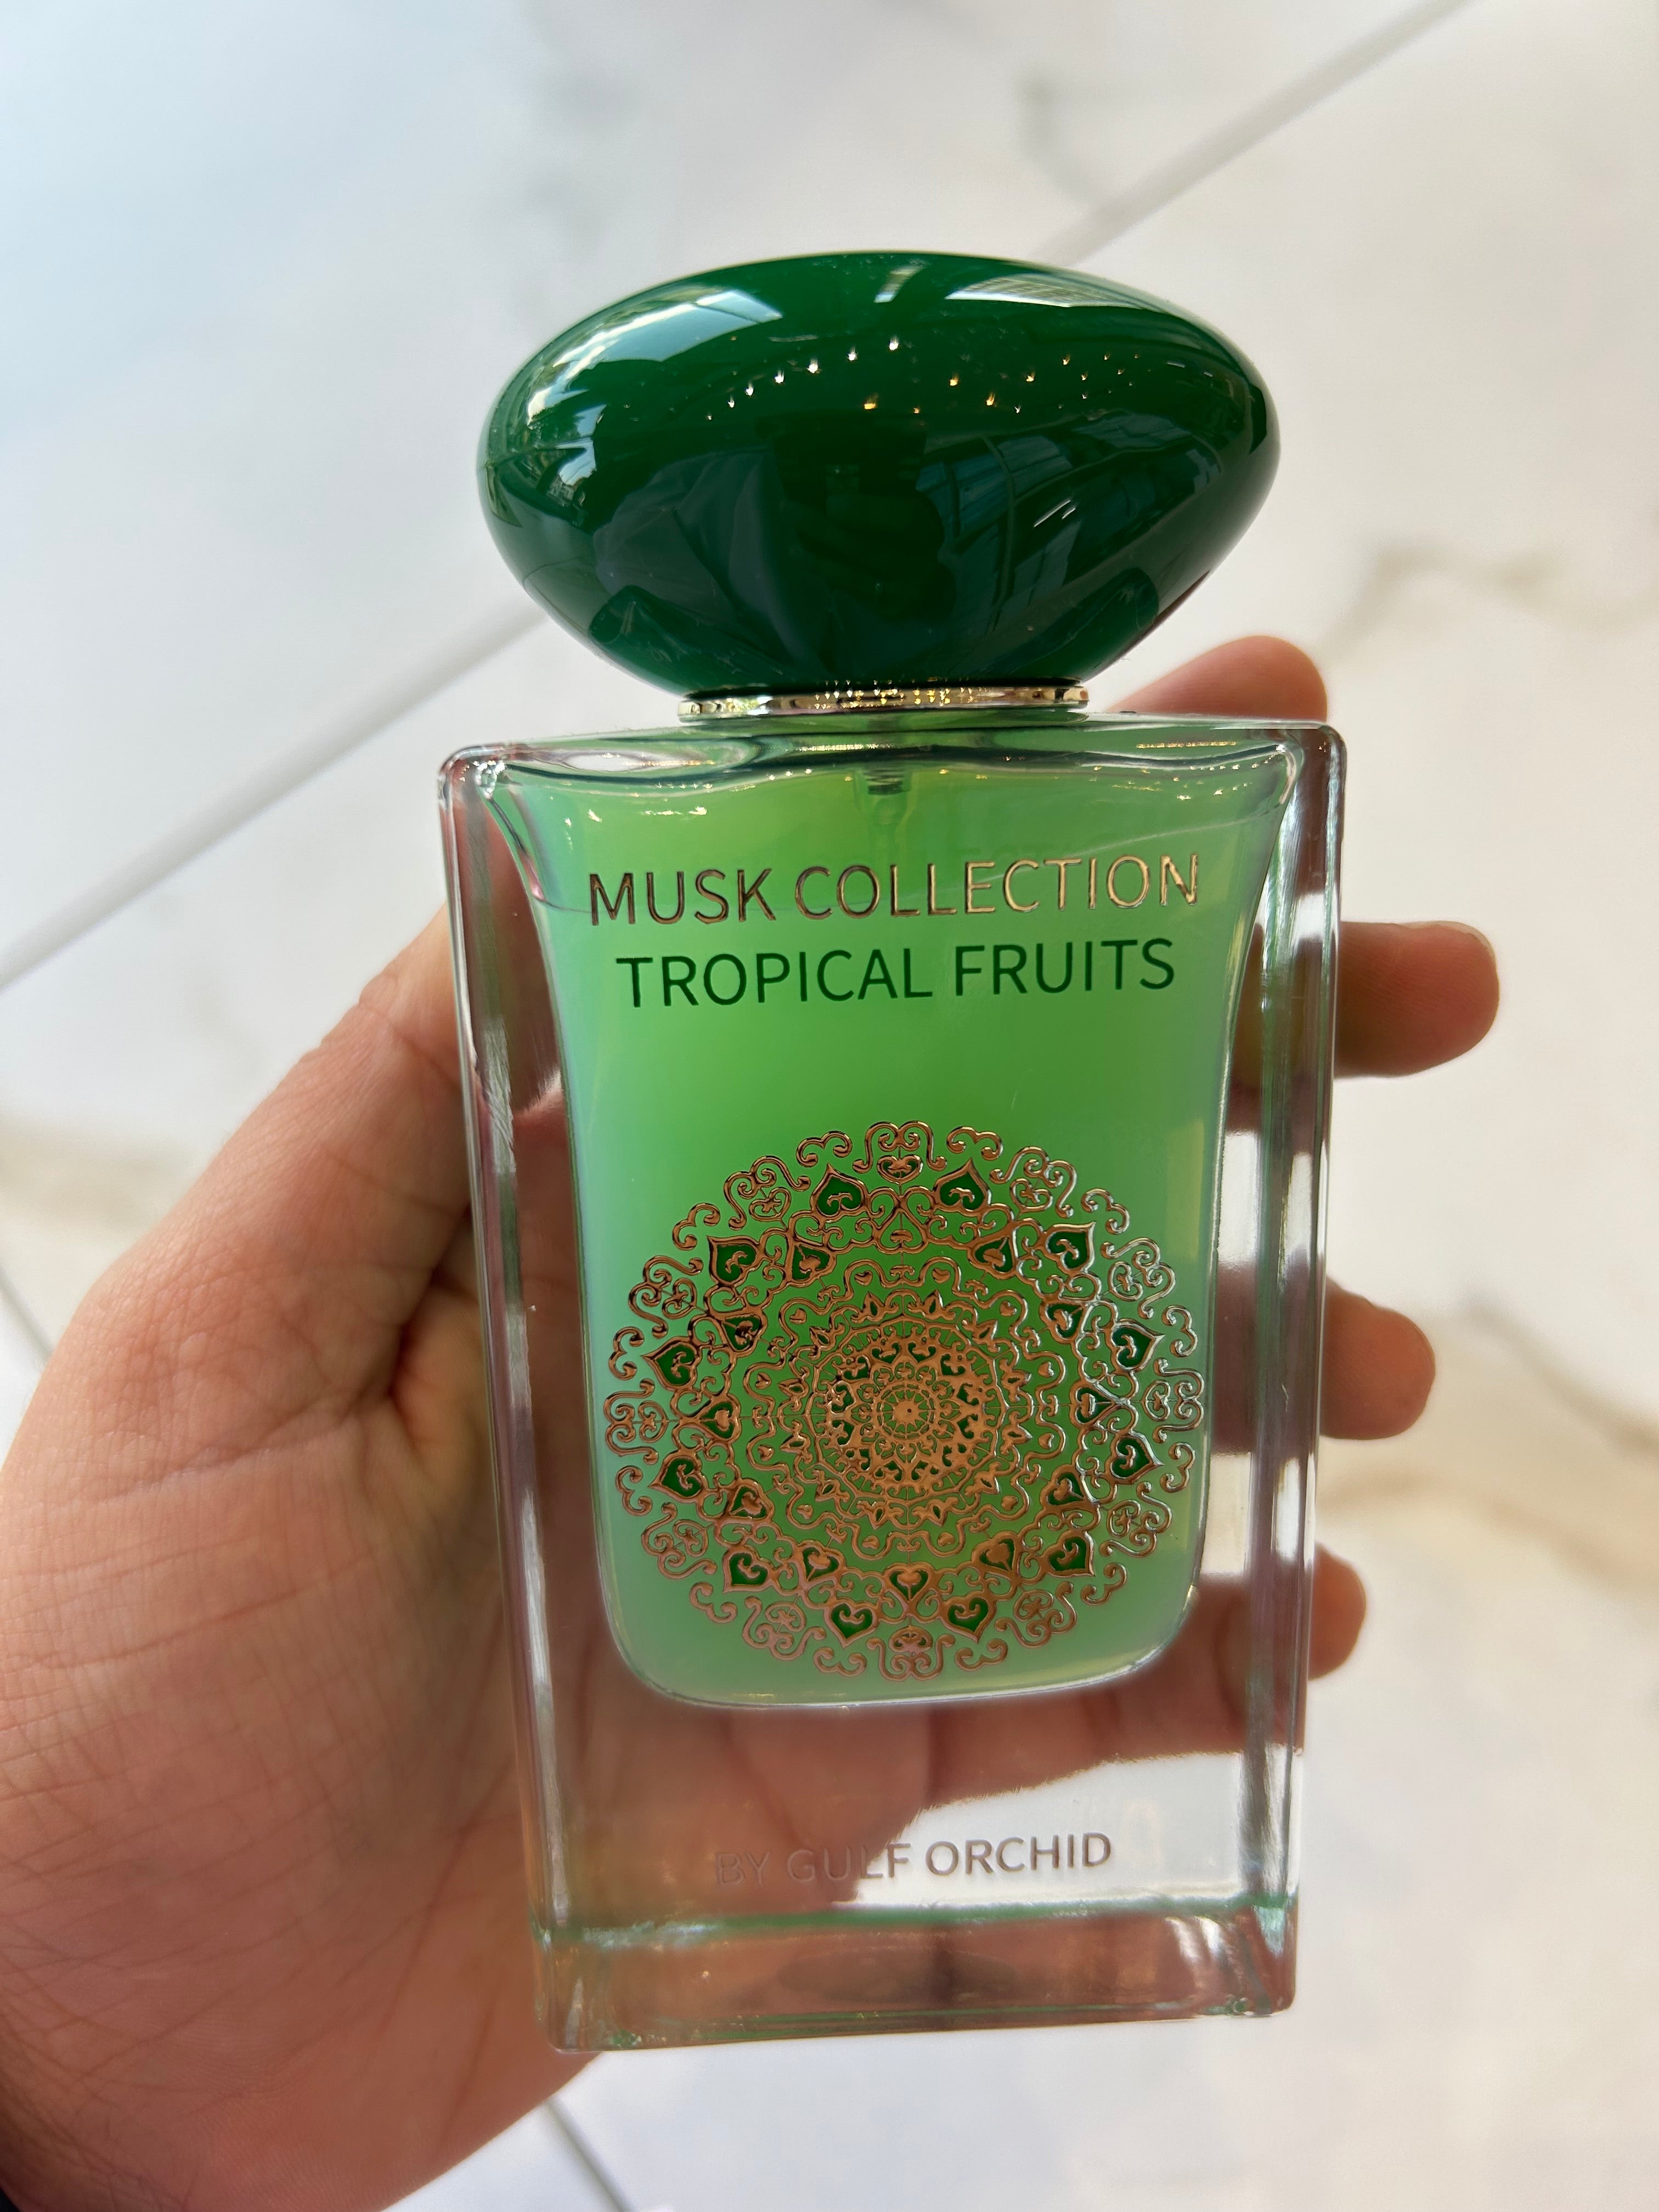 MUSK COLLECTION
TROPICAL FRUITS
BY GULF ORCHID